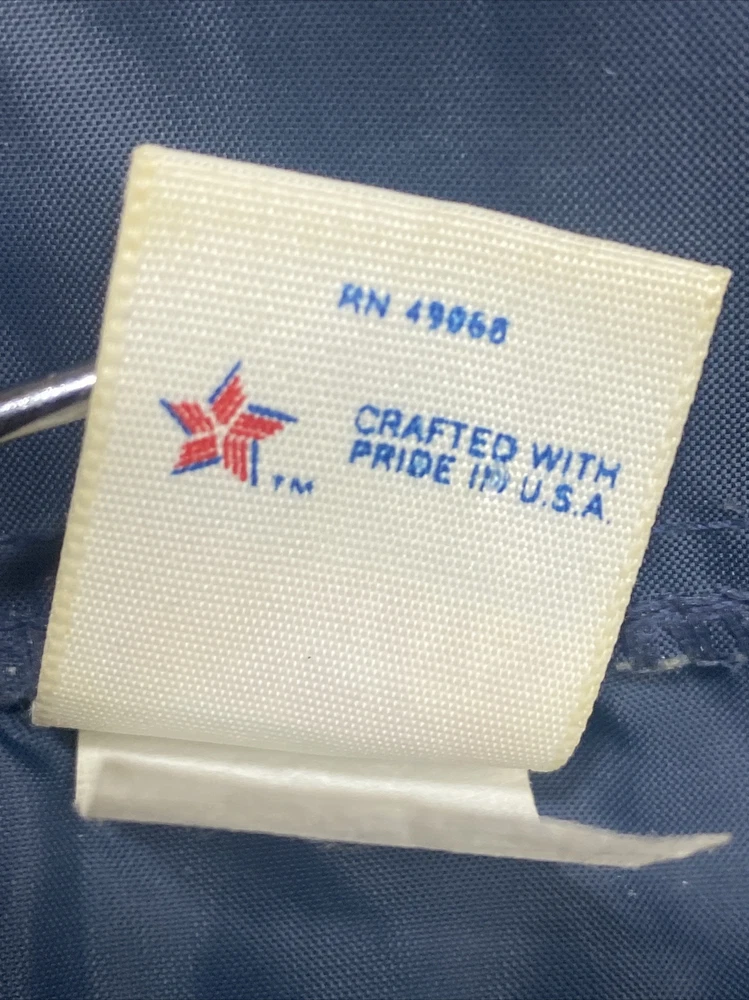 RN 49068
CRAFTED WITH
PRIDE IN U.S.A.
TM